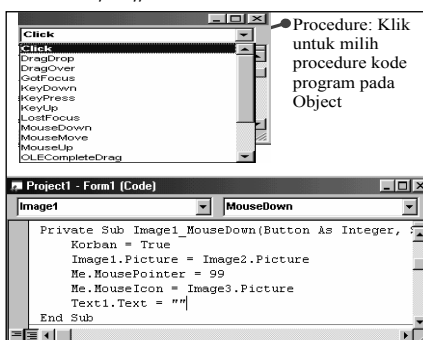 Click
Click
DragDrop
DragOver
GotFocus
KeyDown
KeyPress
KeyUp
LostFocus
MouseDown
MouseMove
MouseUp
OLECompleteDrag
Procedure: Klik
untuk milih
procedure kode
program pada
Object
Project1 - Form1 (Code)
Image1 MouseDown
Private Sub Image1_MouseDown(Button As Integer,
Korban = True
Image1.Picture = Image2.Picture
Me.MousePointer = 99
Me.MouseIcon = Image3.Picture
Text1.Text = ""
End Sub